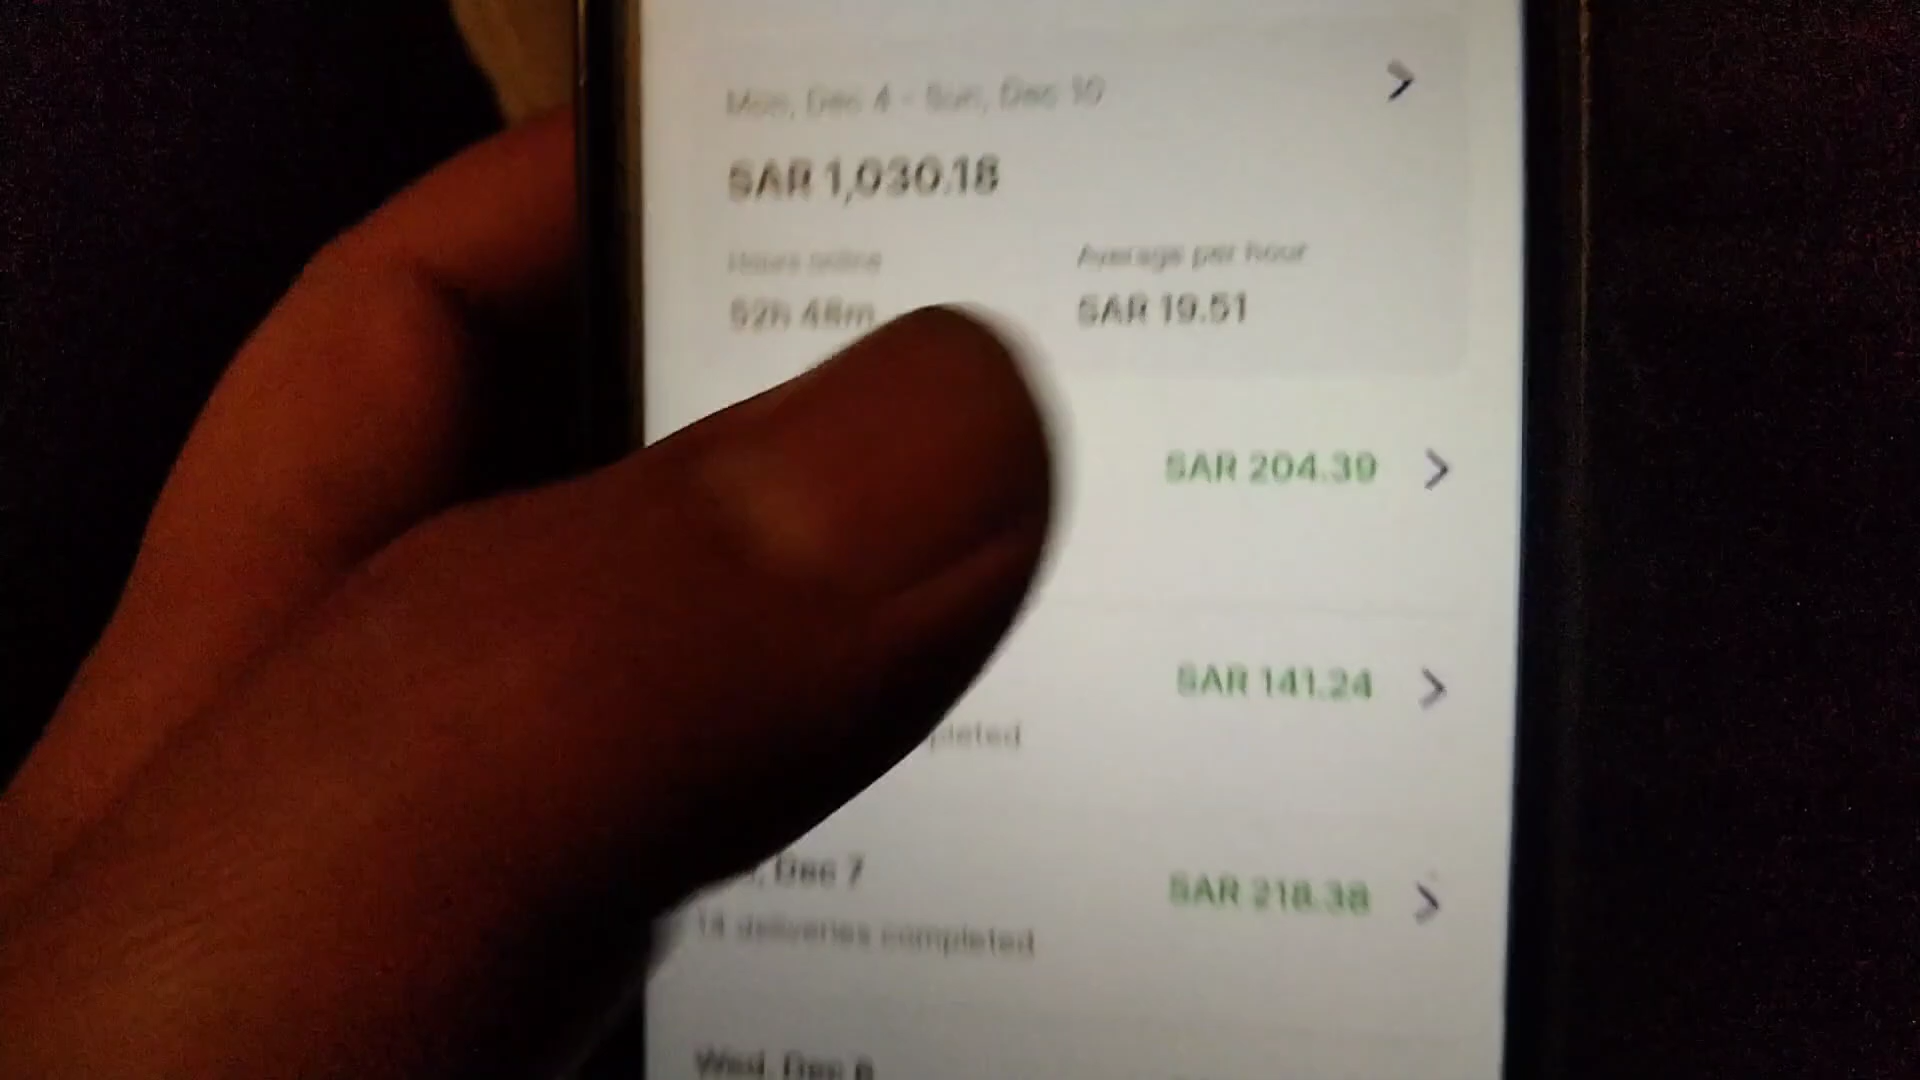 Mon, Dec 4 - Sun, Dec 10
SAR 1,030.18
Hours online
Average per hour
52h 48m
SAR 19.51
SAR 204.39
SAR 141.24
pleted
, Dec 7
SAR 218.38
14 deliveries completed
Wed, Dec 6